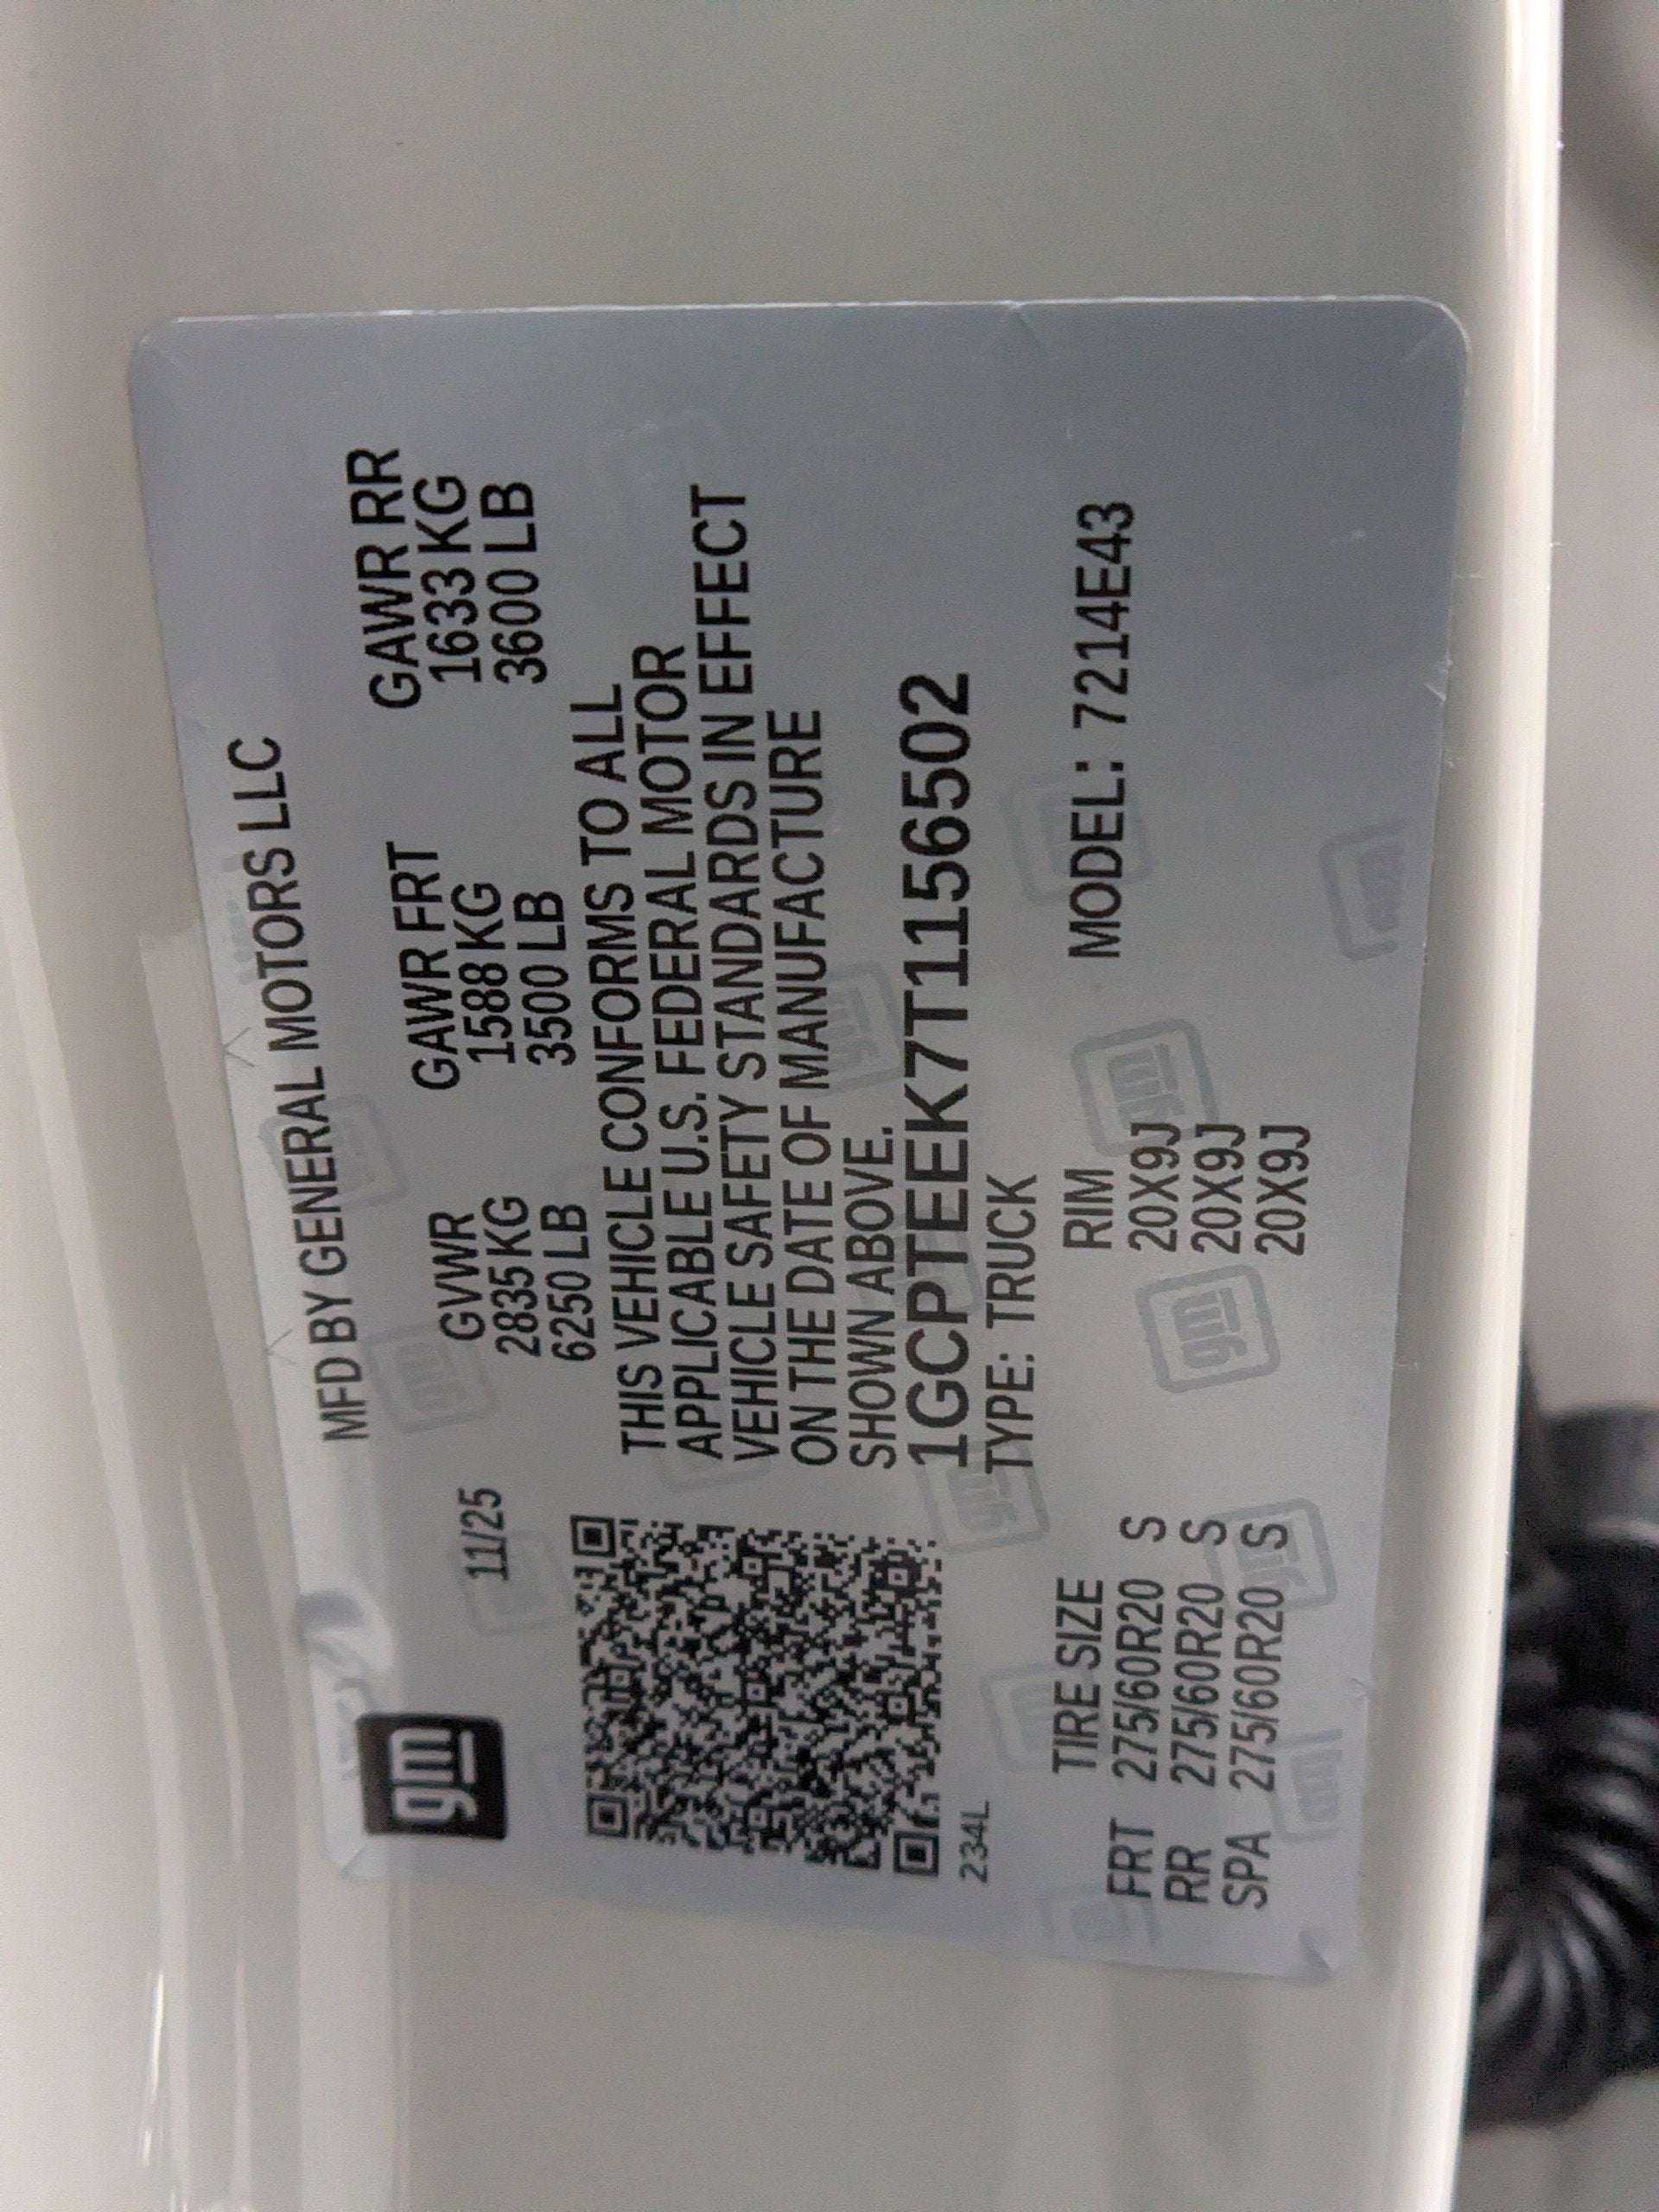 MFD BY GENERAL MOTORS LLC
gm
11/25
GVWR GAWR FRT GAWR RR
2835 KG 1588 KG 1633 KG
6250 LB 3500 LB 3600 LB
THIS VEHICLE CONFORMS TO ALL
APPLICABLE U.S. FEDERAL MOTOR
VEHICLE SAFETY STANDARDS IN EFFECT
ON THE DATE OF MANUFACTURE
SHOWN ABOVE.
1GCPTEEK7T1156502
TYPE: TRUCK
234L
TIRE SIZE RIM MODEL: 7214E43
FRT 275/60R20 S 20X9J
RR 275/60R20 S 20X9J
SPA 275/60R20 S 20X9J